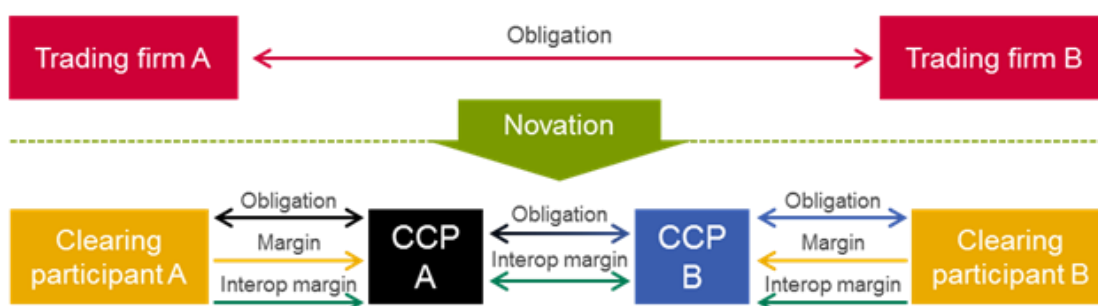 Obligation
Trading firm A
Trading firm B
Novation
Obligation
Obligation
Obligation
Clearing
participant A
Margin
CCP
A
Interop margin
CCP
B
Margin
Clearing
participant B
Interop margin
Interop margin